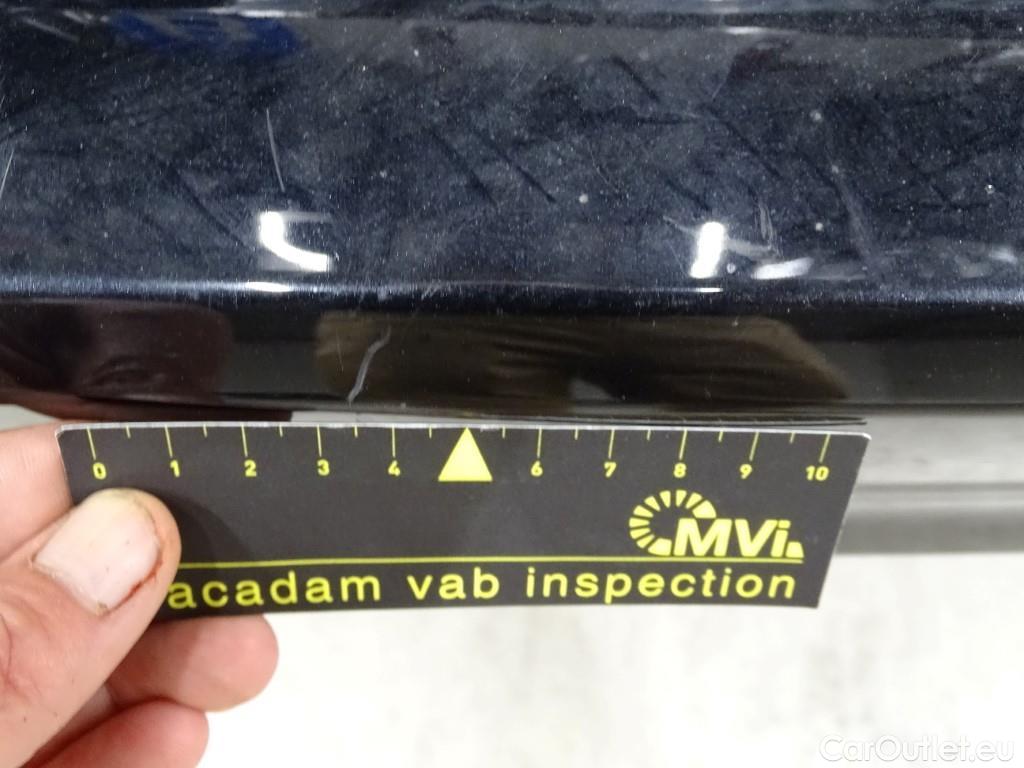 0 1 2 3 4 6 7 8 9 10
MVi
acadam vab inspection
CarOutlet.eu